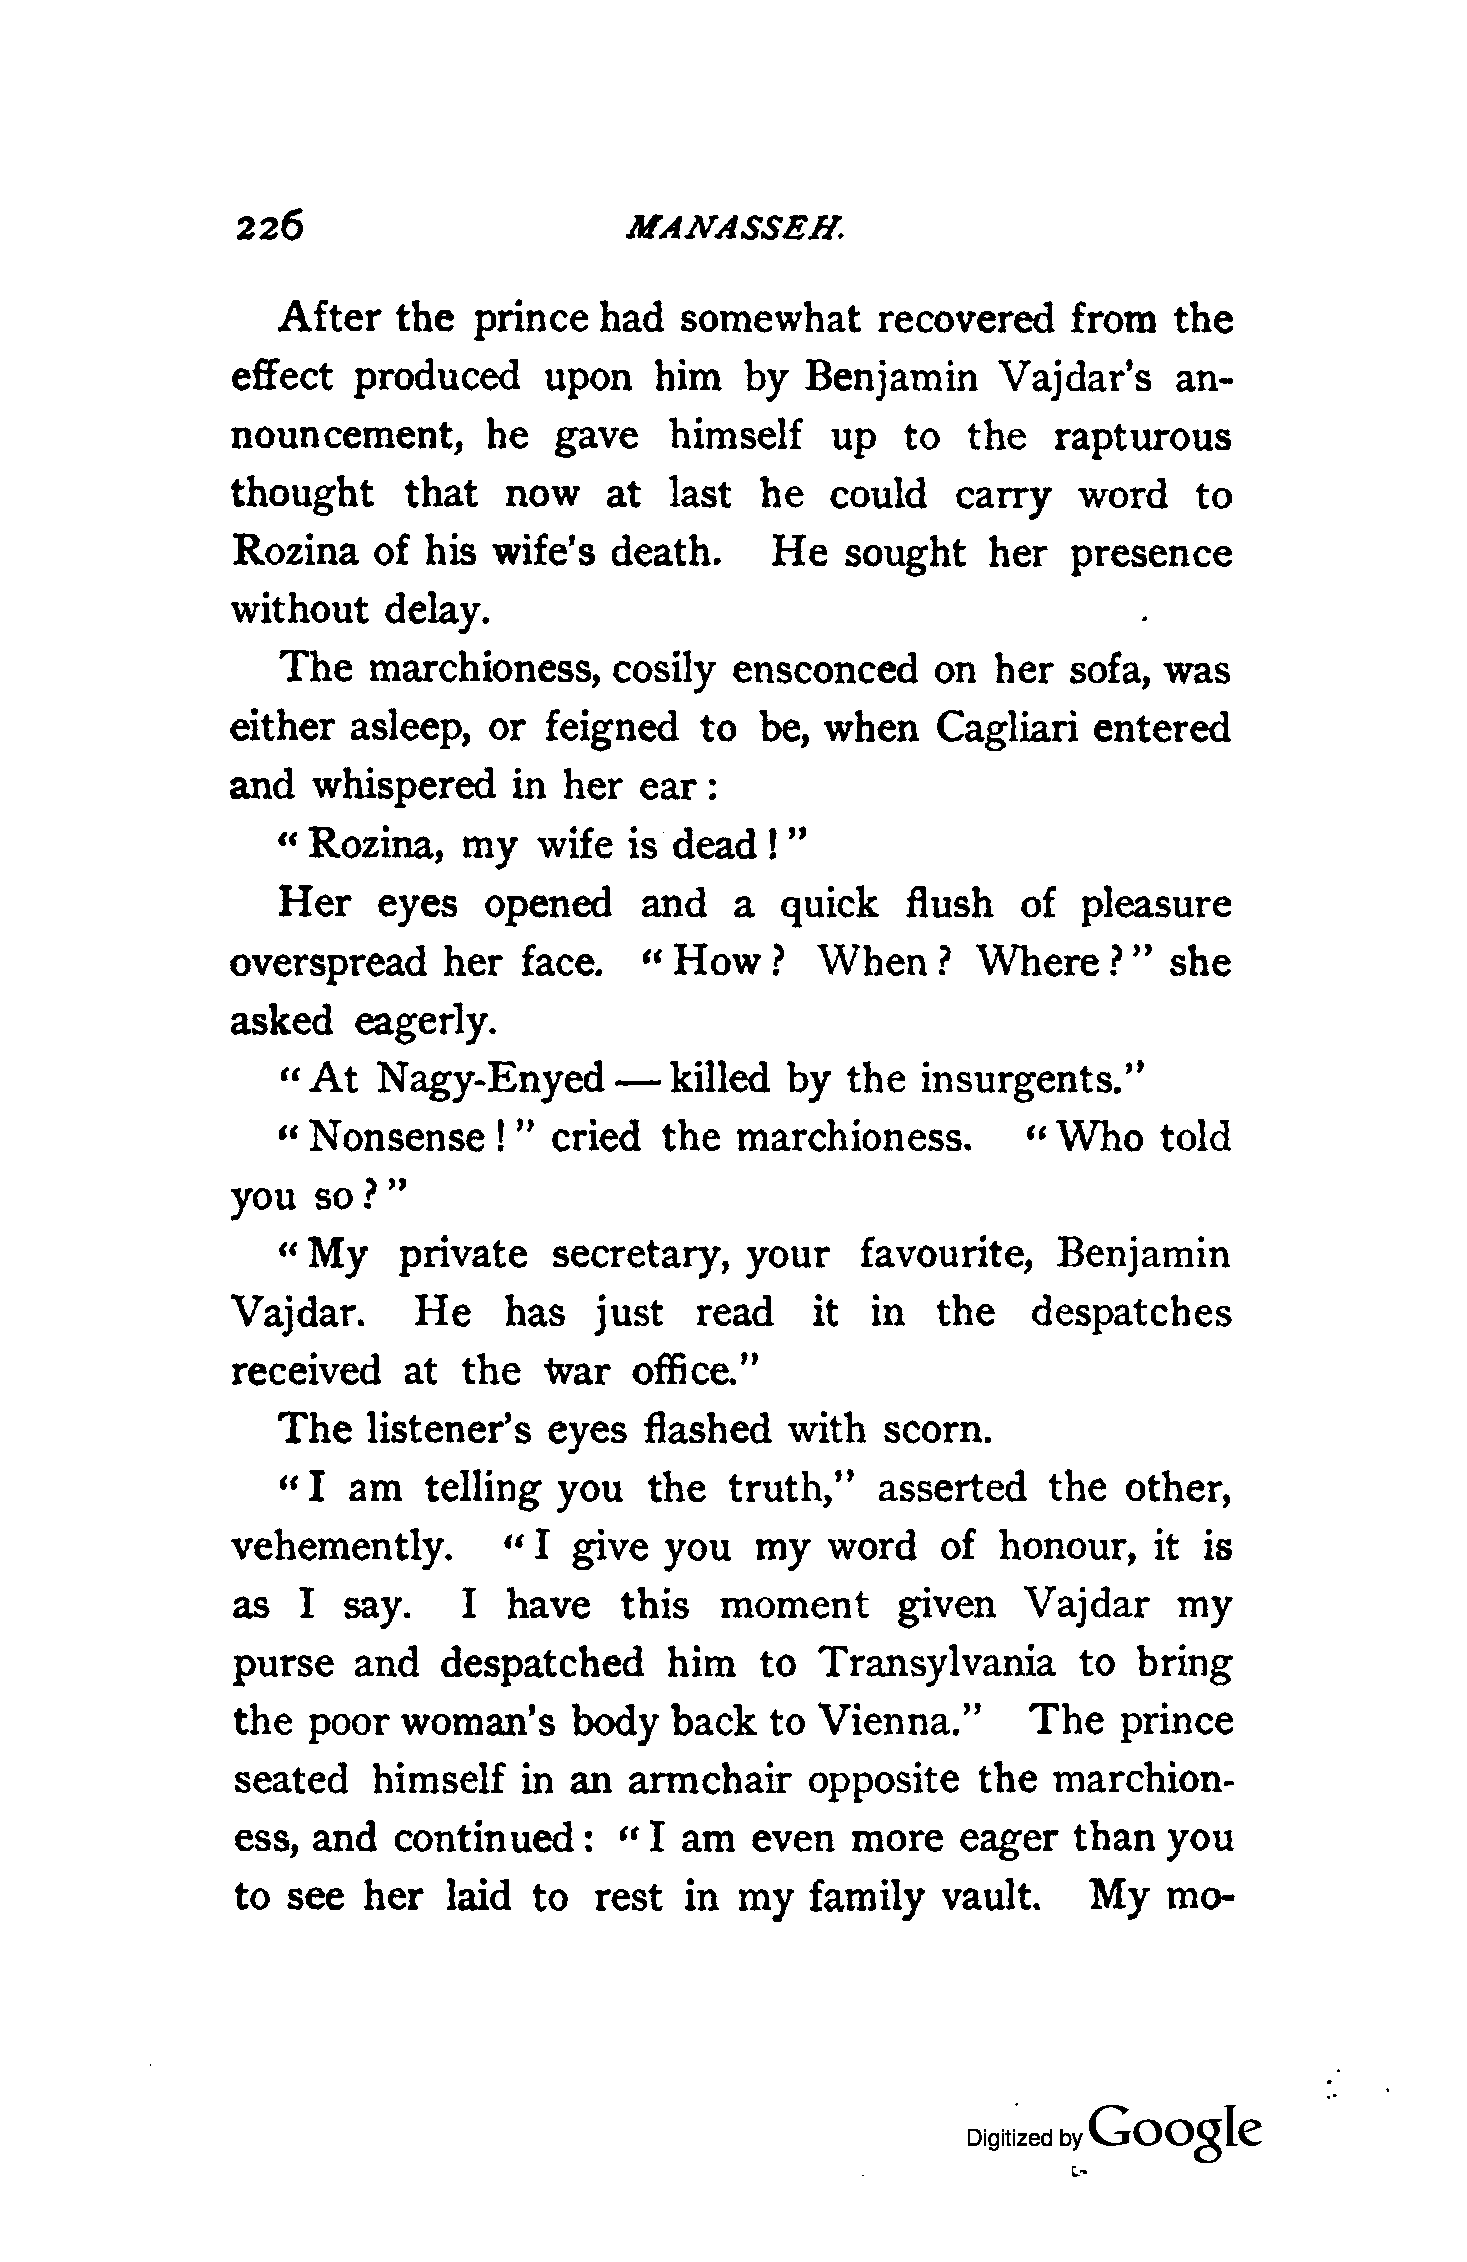 226 MANASSEH.
After the prince had somewhat recovered from the
effect produced upon him by Benjamin Vajdar's an-
nouncement, he gave himself up to the rapturous
thought that now at last he could carry word to
Rozina of his wife's death. He sought her presence
without delay.
The marchioness, cosily ensconced on her sofa, was
either asleep, or feigned to be, when Cagliari entered
and whispered in her ear :
“ Rozina, my wife is dead ! ”
Her eyes opened and a quick flush of pleasure
overspread her face. “ How ? When ? Where ? ” she
asked eagerly.
“ At Nagy-Enyed — killed by the insurgents.”
“ Nonsense ! ” cried the marchioness. “ Who told
you so ? ”
“ My private secretary, your favourite, Benjamin
Vajdar. He has just read it in the despatches
received at the war office.”
The listener's eyes flashed with scorn.
“ I am telling you the truth,” asserted the other,
vehemently. “ I give you my word of honour, it is
as I say. I have this moment given Vajdar my
purse and despatched him to Transylvania to bring
the poor woman's body back to Vienna.” The prince
seated himself in an armchair opposite the marchion-
ess, and continued : “ I am even more eager than you
to see her laid to rest in my family vault. My mo-
Digitized by Google